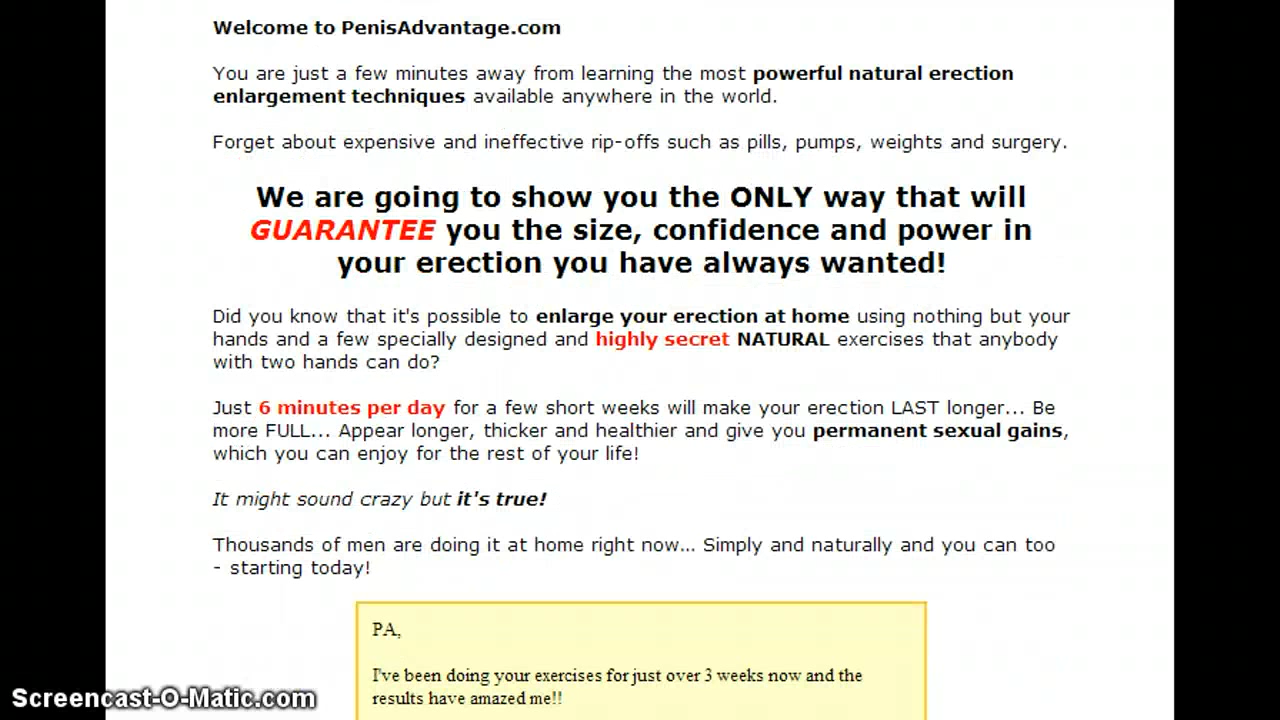 Welcome to PenisAdvantage.com
You are just a few minutes away from learning the most powerful natural erection
enlargement techniques available anywhere in the world.
Forget about expensive and ineffective rip-offs such as pills, pumps, weights and surgery.
We are going to show you the ONLY way that will
GUARANTEE you the size, confidence and power in
your erection you have always wanted!
Did you know that it's possible to enlarge your erection at home using nothing but your
hands and a few specially designed and highly secret NATURAL exercises that anybody
with two hands can do?
Just 6 minutes per day for a few short weeks will make your erection LAST longer... Be
more FULL... Appear longer, thicker and healthier and give you permanent sexual gains,
which you can enjoy for the rest of your life!
It might sound crazy but it's true!
Thousands of men are doing it at home right now... Simply and naturally and you can too
- starting today!
PA,
I've been doing your exercises for just over 3 weeks now and the
results have amazed me!!
Screencast-O-Matic.com